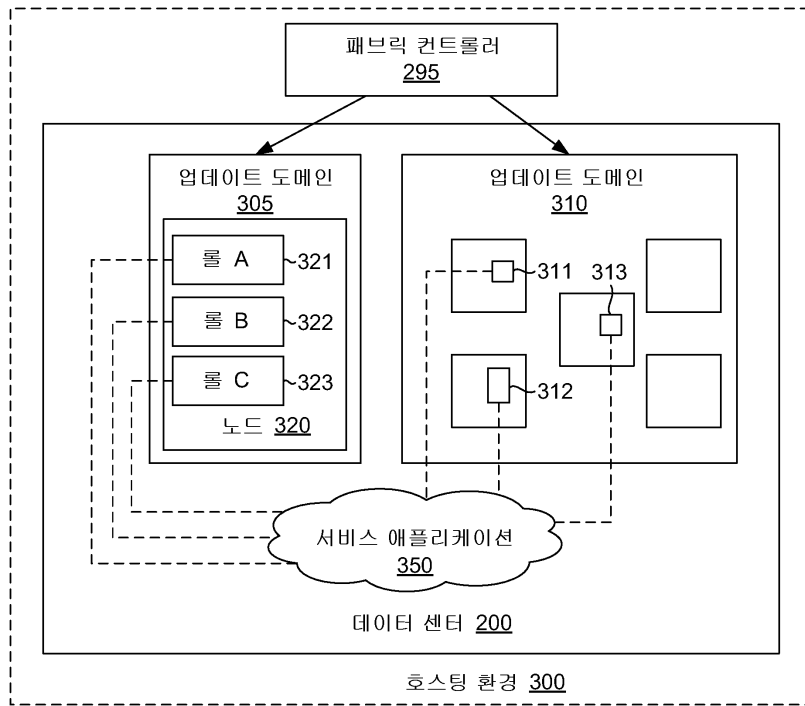 패브릭 컨트롤러
295
업데이트 도메인
305
업데이트 도메인
310
롤 A
321
롤 B
322
롤 C
323
노드 320
311
313
312
서비스 애플리케이션
350
데이터 센터 200
호스팅 환경 300